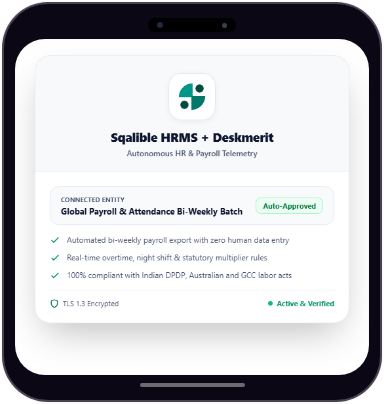 Sqalible HRMS + Deskmerit
Autonomous HR & Payroll Telemetry
CONNECTED ENTITY
Global Payroll & Attendance Bi-Weekly Batch
Auto-Approved
Automated bi-weekly payroll export with zero human data entry
Real-time overtime, night shift & statutory multiplier rules
100% compliant with Indian DPDP, Australian and GCC labor acts
TLS 1.3 Encrypted
Active & Verified